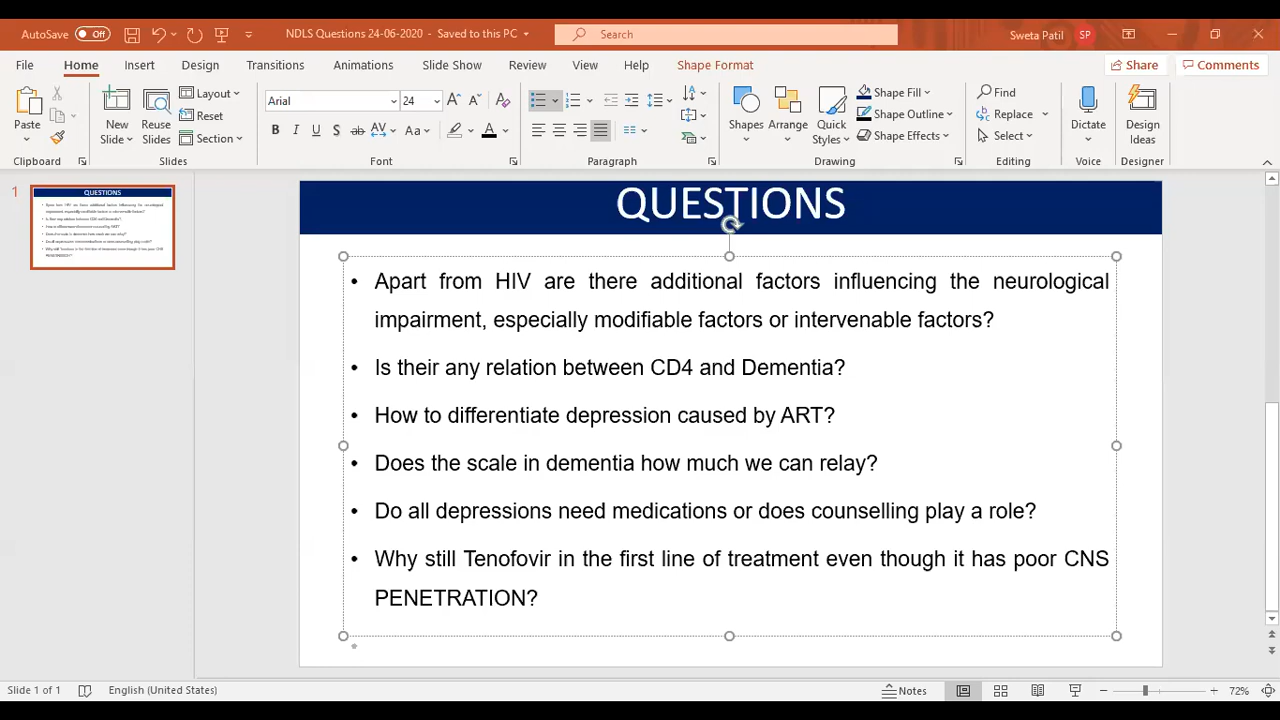 AutoSave Off NDLS Questions 24-06-2020 - Saved to this PC Search Sweta Patil SP
File Home Insert Design Transitions Animations Slide Show Review View Help Shape Format Share Comments
Paste New Slide Reuse Slides Layout Reset Section Arial 24 Shapes Arrange Quick Styles Shape Fill Shape Outline Shape Effects Find Replace Select Dictate Design Ideas
B I U S ab AV Aa A
Clipboard Slides Font Paragraph Drawing Editing Voice Designer
1
QUESTIONS
• Apart from HIV are there additional factors influencing the neurological
impairment, especially modifiable factors or intervenable factors?
• Is their any relation between CD4 and Dementia?
• How to differentiate depression caused by ART?
• Does the scale in dementia how much we can relay?
• Do all depressions need medications or does counselling play a role?
• Why still Tenofovir in the first line of treatment even though it has poor CNS
PENETRATION?
Slide 1 of 1 English (United States) Notes 72%